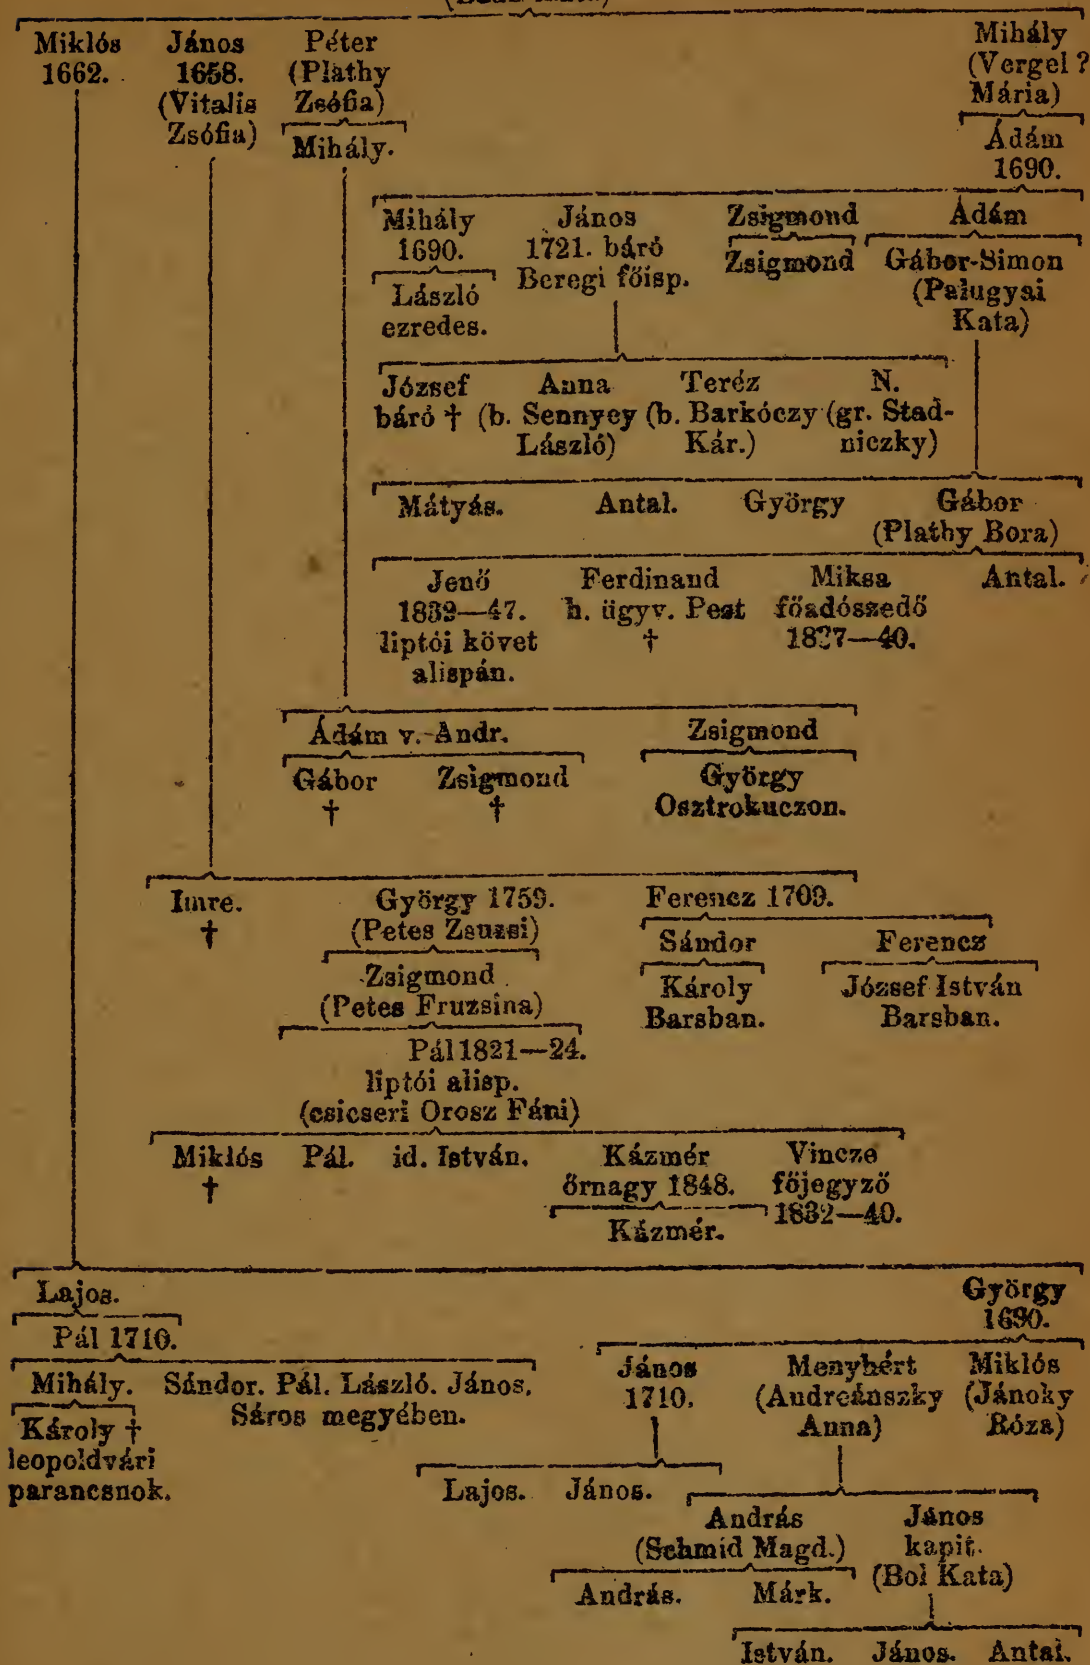 Miklós János Péter Mihály
1662. 1658. (Plathy (Vergel ?
(Vitalis Zsófia) Mária)
Zsófia) Mihály. Ádám
1690.
Mihály János Zsigmond Ádám
1690. 1721. báró Zsigmond Gábor-Simon
László Beregi főisp. (Palugyai
ezredes. Kata)
József Anna Teréz N.
báró † (b. Sennyey (b. Barkóczy (gr. Stad-
László) Kár.) niczky)
Mátyás. Antal. György Gábor
(Plathy Bora)
Jenő Ferdinand Miksa Antal.
1839—47. h. ügyv. Pest főadószedő
liptói követ † 1837—40.
alispán.
Ádám v. Andr. Zsigmond
Gábor Zsigmond György
† † Osztrokuczon.
Imre. György 1759. Ferencz 1709.
† (Petes Zsuzsi) Sándor Ferencz
Zsigmond Károly József István
(Petes Fruzsina) Barsban. Barsban.
Pál 1821—24.
liptói alisp.
(csicseri Orosz Fáni)
Miklós Pál. id. István. Kázmér Vincze
† őrnagy 1848. főjegyző
Kázmér. 1832—40.
Lajos. György
1690.
Pál 1710.
János Menyhért Miklós
Mihály. Sándor. Pál. László. János. 1710. (Andreánszky (Jánoky
Károly † Sáros megyében. Anna) Róza)
leopoldvári
parancsnok. Lajos. János.
András János
(Schmid Magd.) kapit.
András. Márk. (Bol Kata)
István. János. Antal.